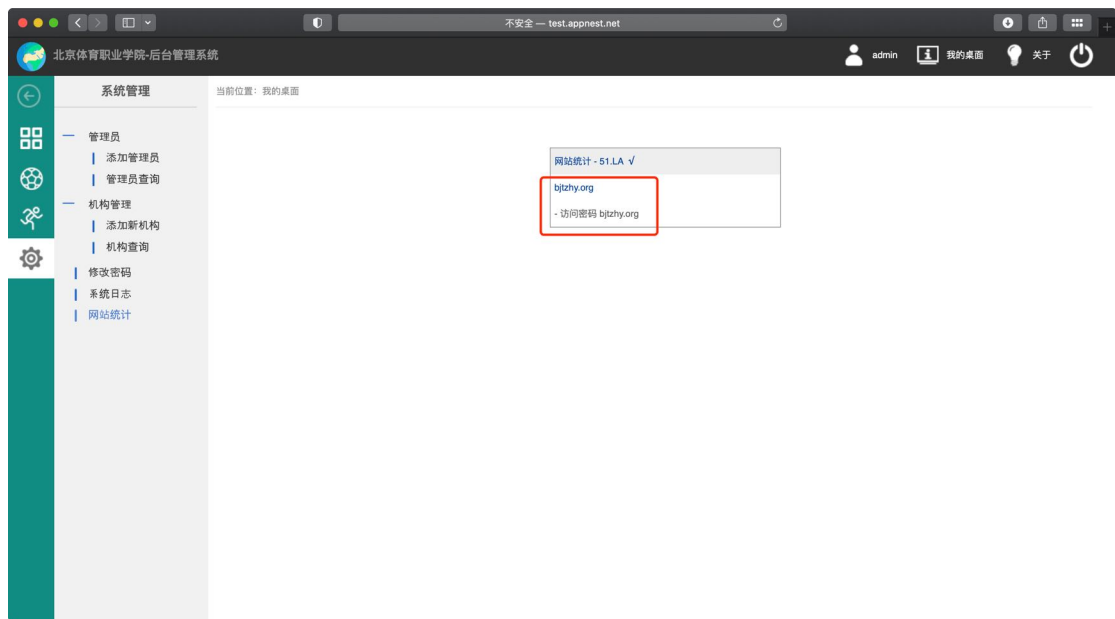 不安全 — test.appnest.net
北京体育职业学院-后台管理系统
admin
我的桌面
关于
系统管理
当前位置：我的桌面
管理员
添加管理员
管理员查询
机构管理
添加新机构
机构查询
修改密码
系统日志
网站统计
网站统计 - 51.LA √
bjtzhy.org
- 访问密码 bjtzhy.org